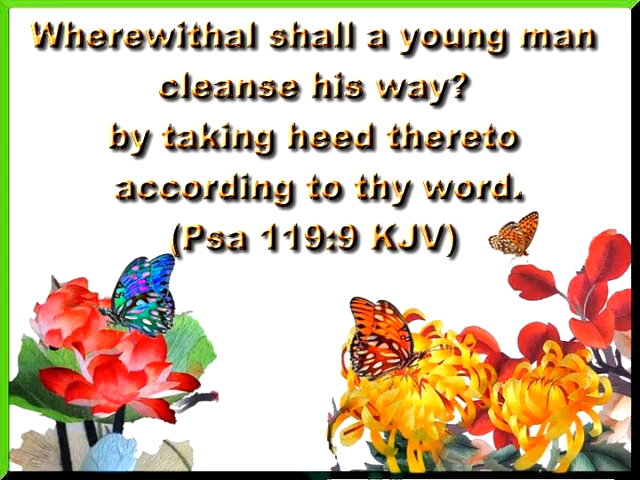 Wherewithal shall a young man
cleanse his way?
by taking heed thereto
according to thy word.
(Psa 119:9 KJV)